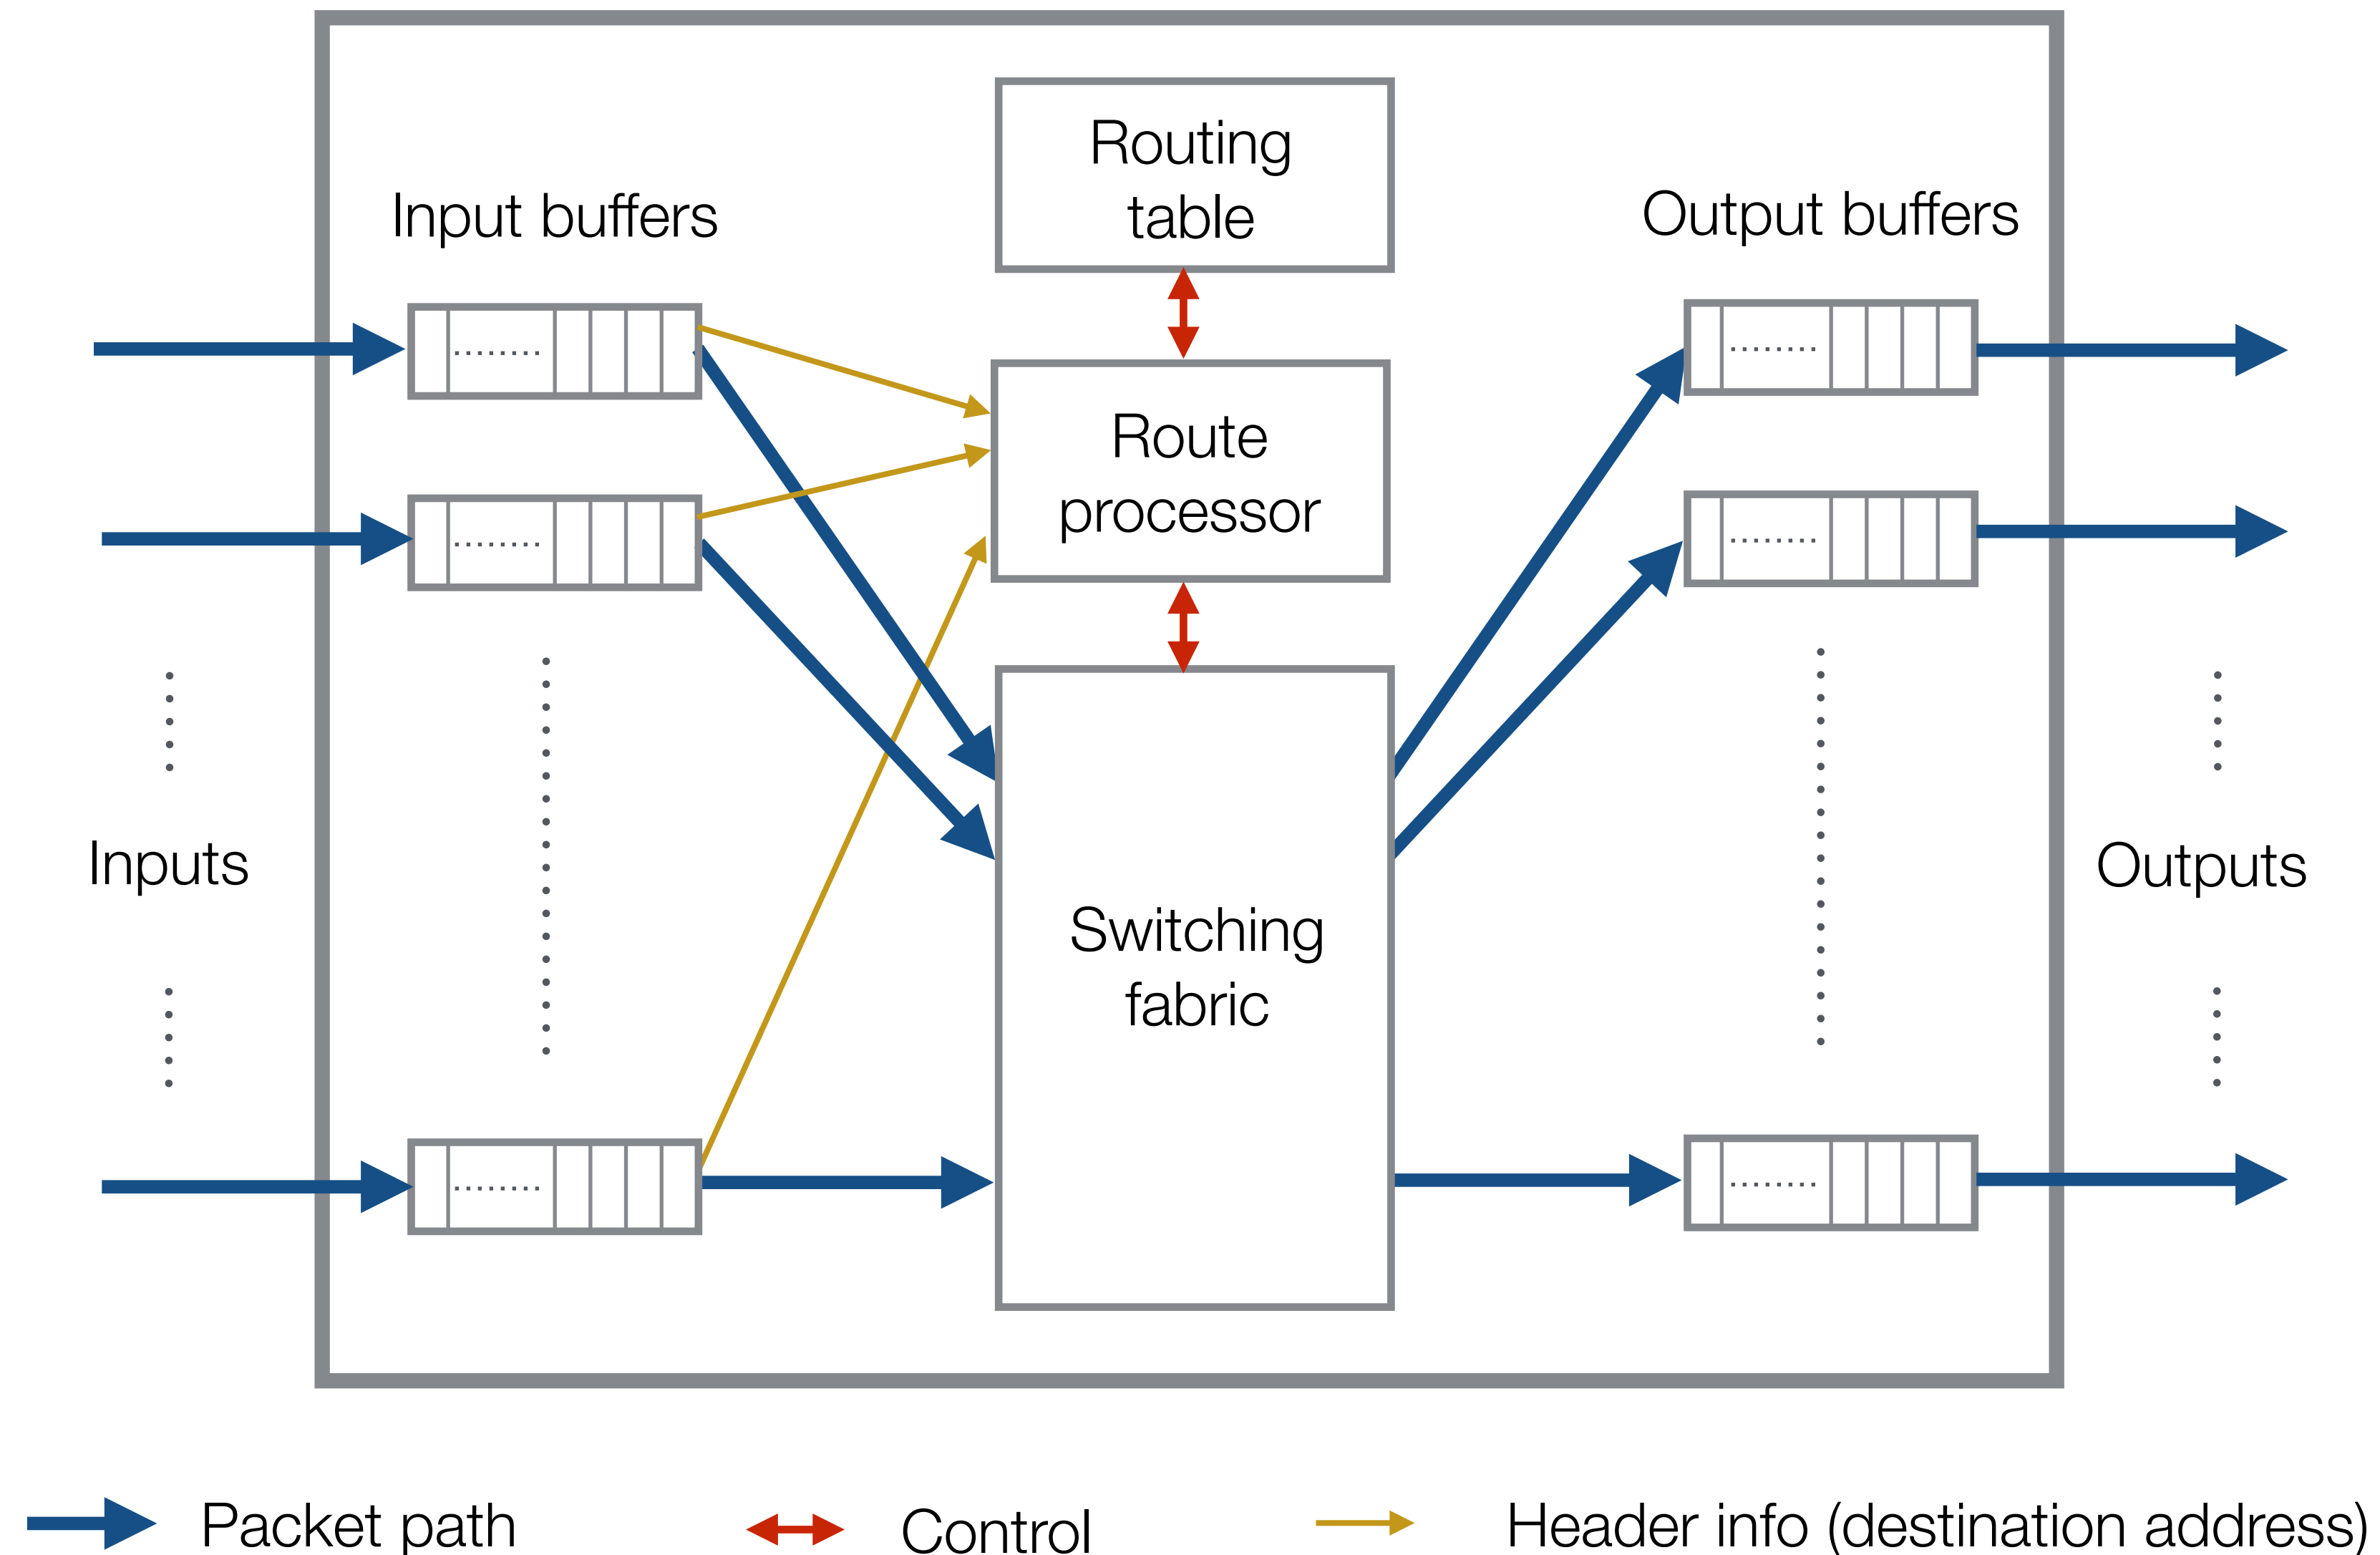 Routing
table
Input buffers
Output buffers
Route
processor
Inputs
Outputs
Switching
fabric
Packet path
Control
Header info (destination address)